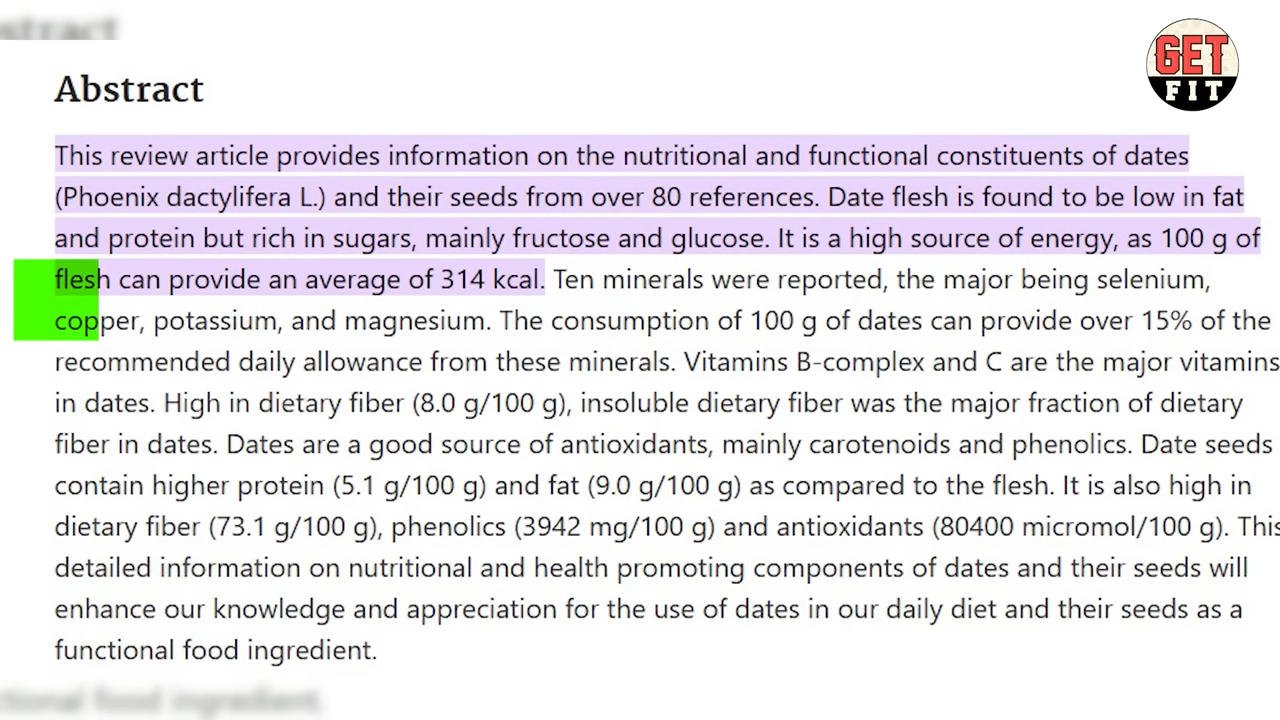 stract
GET
FIT
Abstract
This review article provides information on the nutritional and functional constituents of dates
(Phoenix dactylifera L.) and their seeds from over 80 references. Date flesh is found to be low in fat
and protein but rich in sugars, mainly fructose and glucose. It is a high source of energy, as 100 g of
flesh can provide an average of 314 kcal. Ten minerals were reported, the major being selenium,
copper, potassium, and magnesium. The consumption of 100 g of dates can provide over 15% of the
recommended daily allowance from these minerals. Vitamins B-complex and C are the major vitamins
in dates. High in dietary fiber (8.0 g/100 g), insoluble dietary fiber was the major fraction of dietary
fiber in dates. Dates are a good source of antioxidants, mainly carotenoids and phenolics. Date seeds
contain higher protein (5.1 g/100 g) and fat (9.0 g/100 g) as compared to the flesh. It is also high in
dietary fiber (73.1 g/100 g), phenolics (3942 mg/100 g) and antioxidants (80400 micromol/100 g). This
detailed information on nutritional and health promoting components of dates and their seeds will
enhance our knowledge and appreciation for the use of dates in our daily diet and their seeds as a
functional food ingredient.
ctional food ingredient.